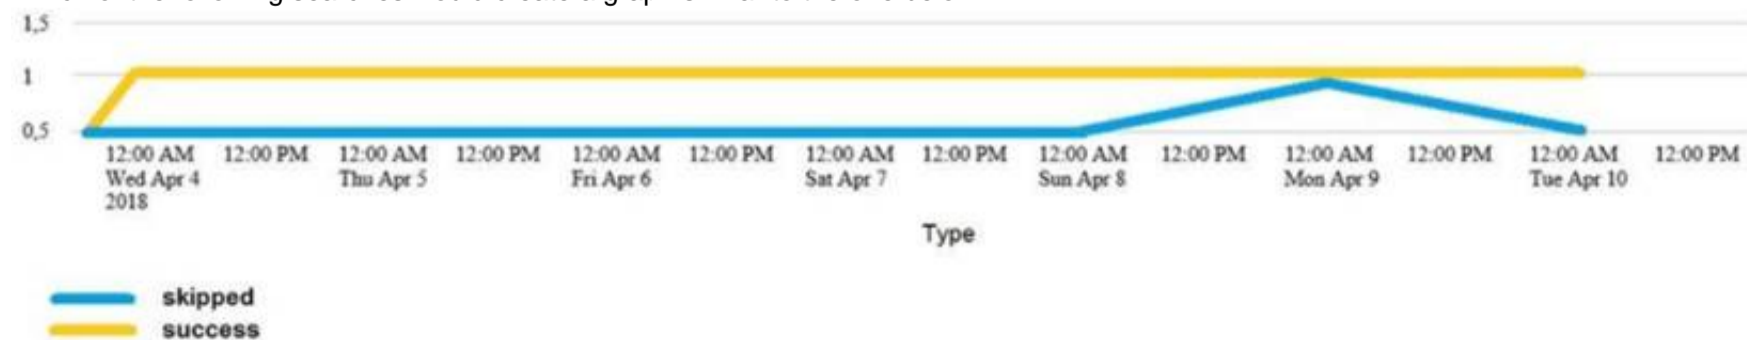 1,5
1
0,5
12:00 AM 12:00 PM 12:00 AM 12:00 PM 12:00 AM 12:00 PM 12:00 AM 12:00 PM 12:00 AM 12:00 PM 12:00 AM 12:00 PM 12:00 AM 12:00 PM
Wed Apr 4 Thu Apr 5 Fri Apr 6 Sat Apr 7 Sun Apr 8 Mon Apr 9 Tue Apr 10
2018
Type
skipped
success